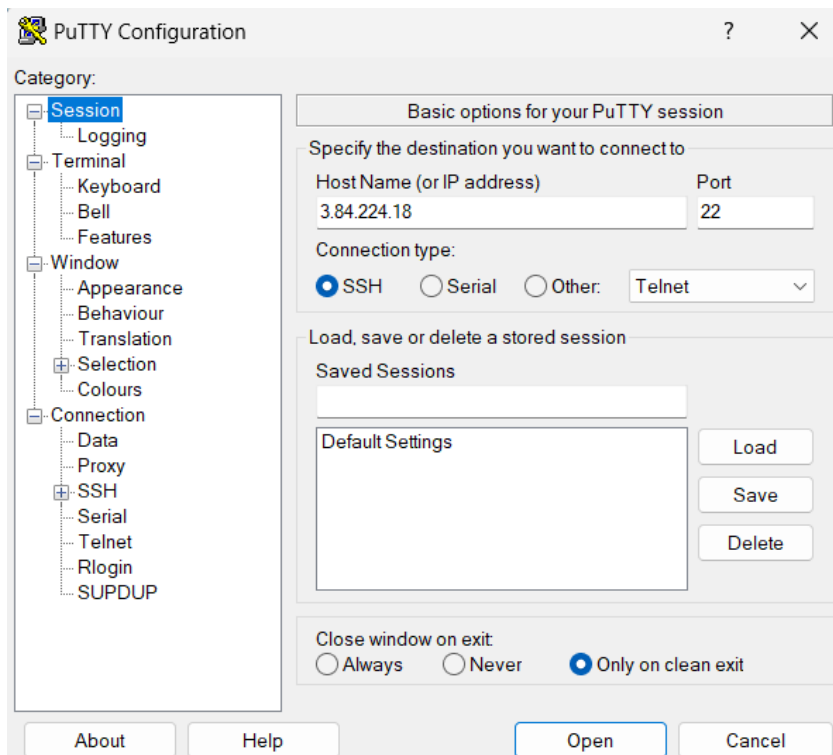 PuTTY Configuration
?
Category:
Session
Logging
Terminal
Keyboard
Bell
Features
Window
Appearance
Behaviour
Translation
Selection
Colours
Connection
Data
Proxy
SSH
Serial
Telnet
Rlogin
SUPDUP
Basic options for your PuTTY session
Specify the destination you want to connect to
Host Name (or IP address) Port
3.84.224.18 22
Connection type:
SSH Serial Other: Telnet
Load, save or delete a stored session
Saved Sessions
Default Settings
Load
Save
Delete
Close window on exit:
Always Never Only on clean exit
About Help Open Cancel